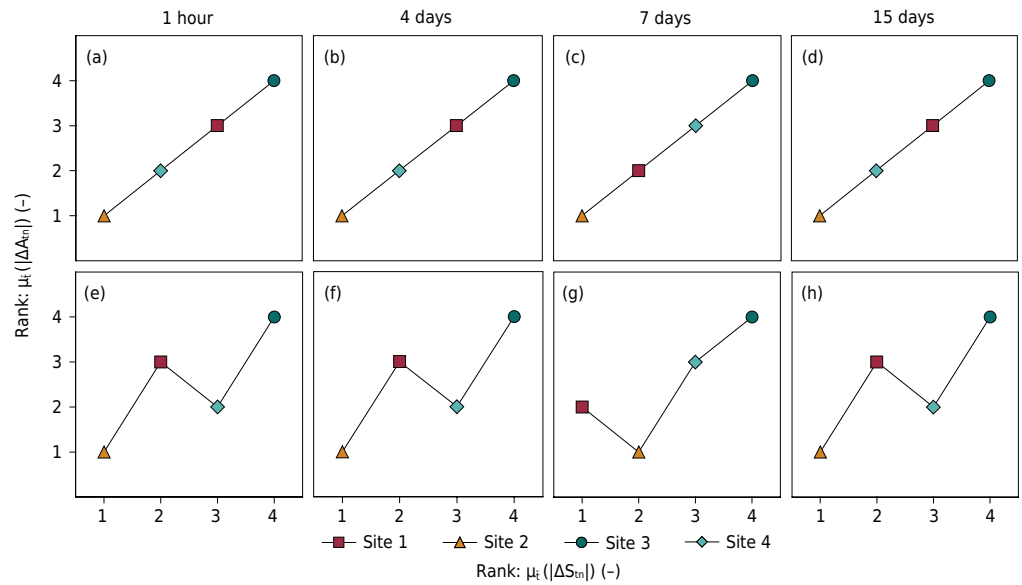 1 hour
4 days
7 days
15 days
(a)
(b)
(c)
(d)
4
3
2
1
(e)
(f)
(g)
(h)
4
3
2
1
Rank: μt̂ (|ΔAtn|) (–)
1 2 3 4
1 2 3 4
1 2 3 4
1 2 3 4
Site 1 Site 2 Site 3 Site 4
Rank: μt̂ (|ΔStn|) (–)